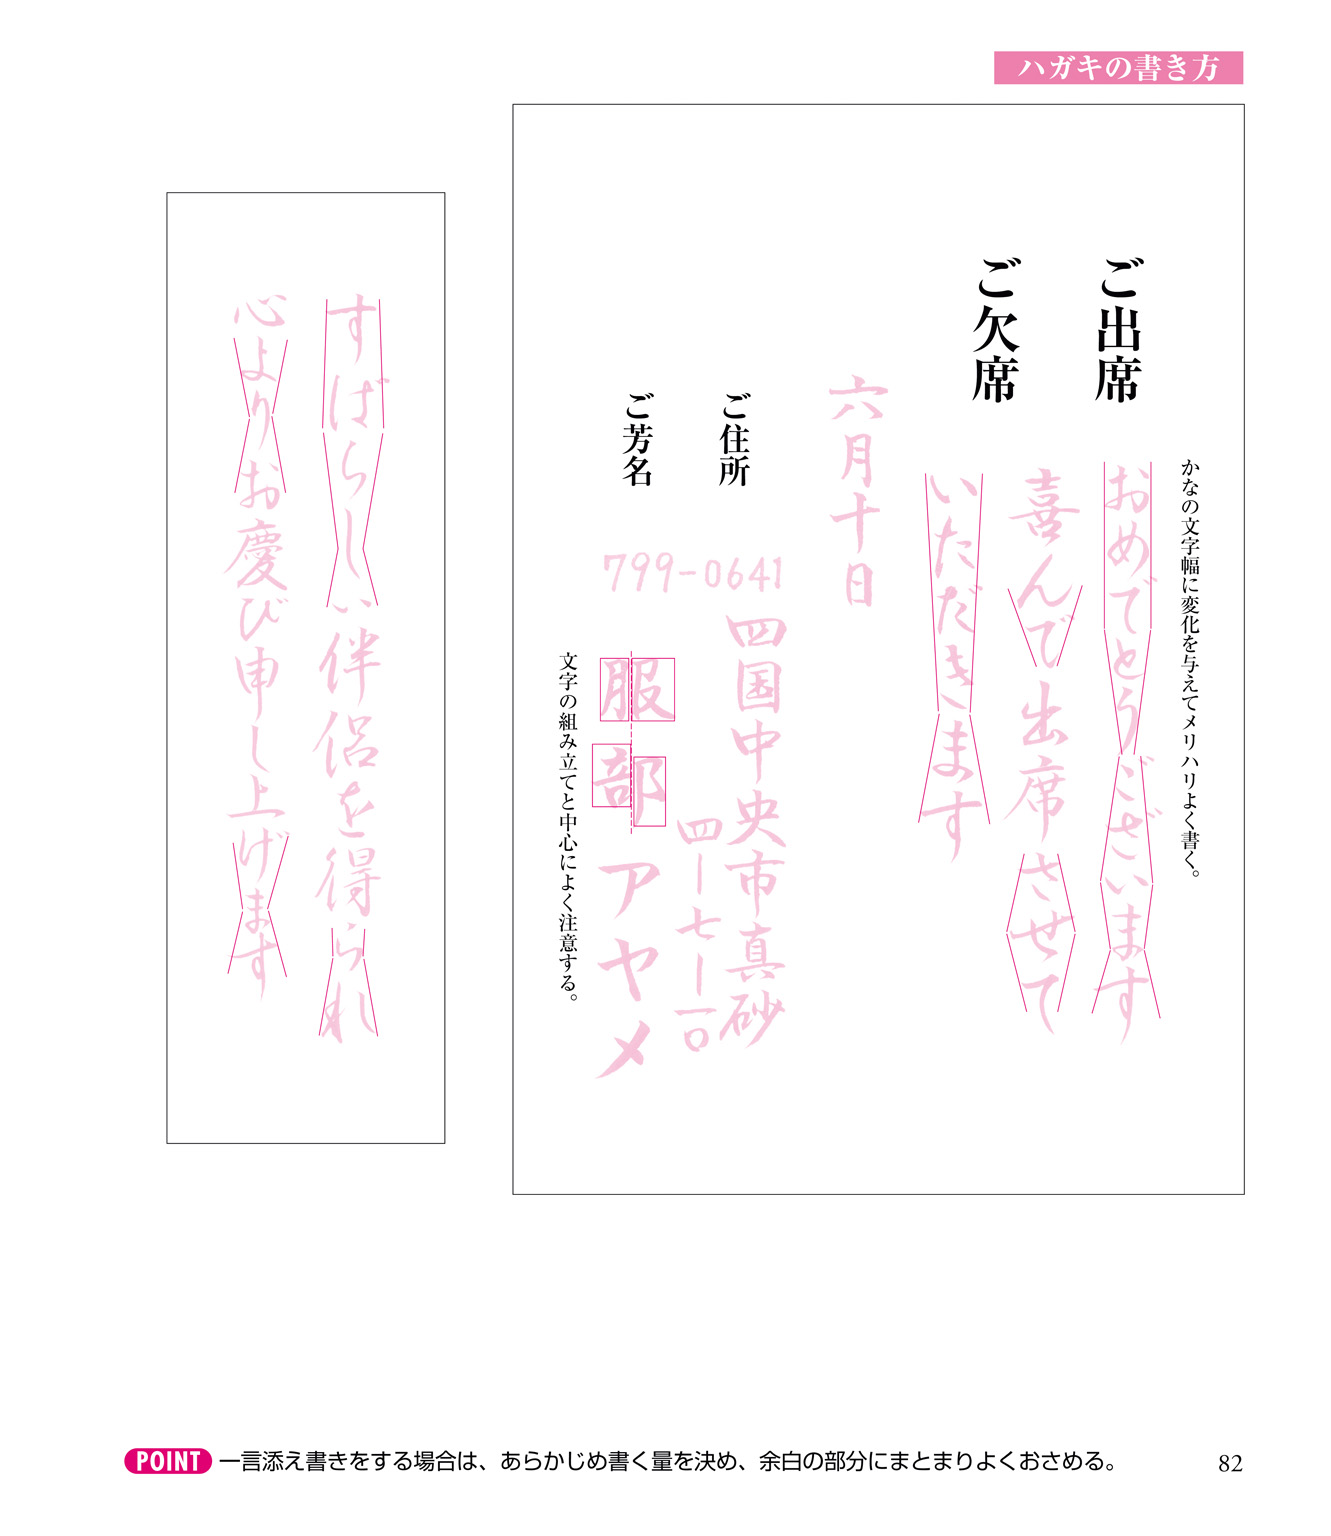 ハガキの書き方
かなの文字幅に変化を与えてメリハリよく書く。
ご出席
おめでとうございます
喜んで出席させて
ご欠席
いただきます
六月十日
ご住所
799-0641
四国中央市真砂
四ー七ー一〇
ご芳名
服部アヤメ
文字の組み立てと中心によく注意する。
すばらしい伴侶を得られ
心よりお慶び申し上げます
POINT 一言添え書きをする場合は、あらかじめ書く量を決め、余白の部分にまとまりよくおさめる。
82